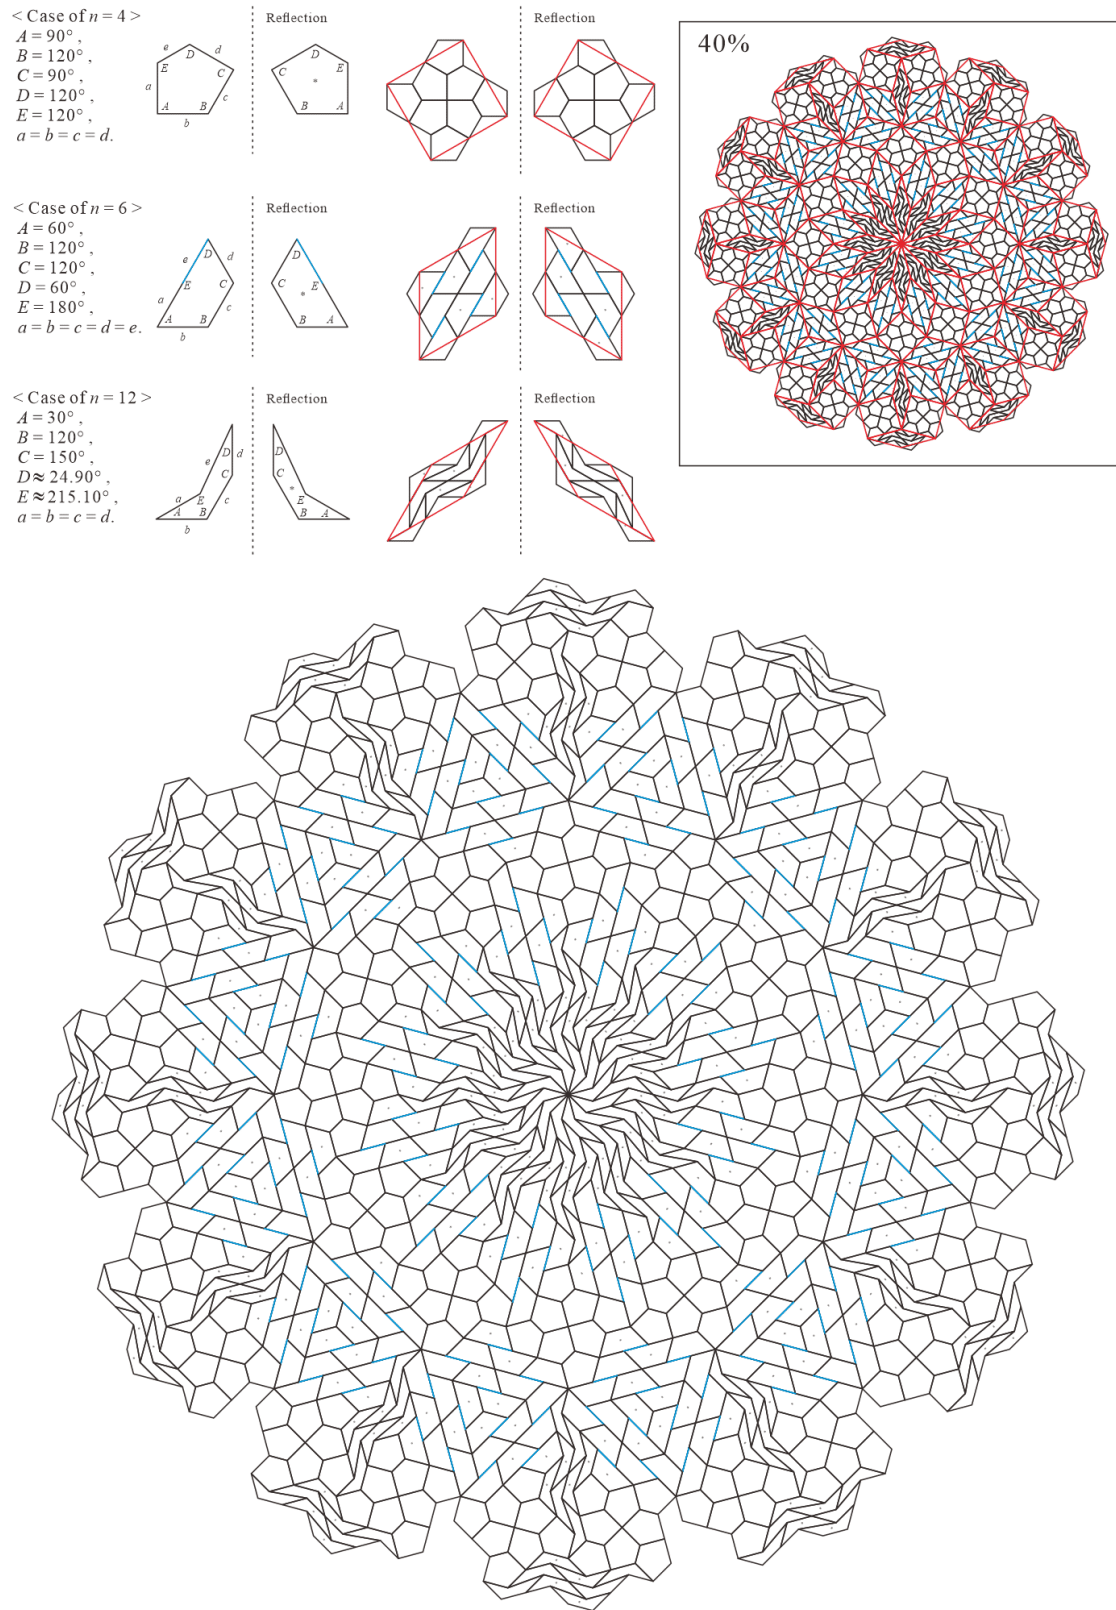 < Case of n = 4 >
A = 90° ,
B = 120° ,
C = 90° ,
D = 120° ,
E = 120° ,
a = b = c = d.
e
D
d
E
C
a
A
B
c
b
Reflection
D
C
E
B
A
Reflection
40%
< Case of n = 6 >
A = 60° ,
B = 120° ,
C = 120° ,
D = 60° ,
E = 180° ,
a = b = c = d = e.
e
D
d
E
C
a
c
A
B
b
Reflection
D
C
E
B
A
Reflection
< Case of n = 12 >
A = 30° ,
B = 120° ,
C = 150° ,
D ≈ 24.90° ,
E ≈ 215.10° ,
a = b = c = d.
D
d
e
C
a
E
c
A
B
b
Reflection
D
C
E
B
A
Reflection